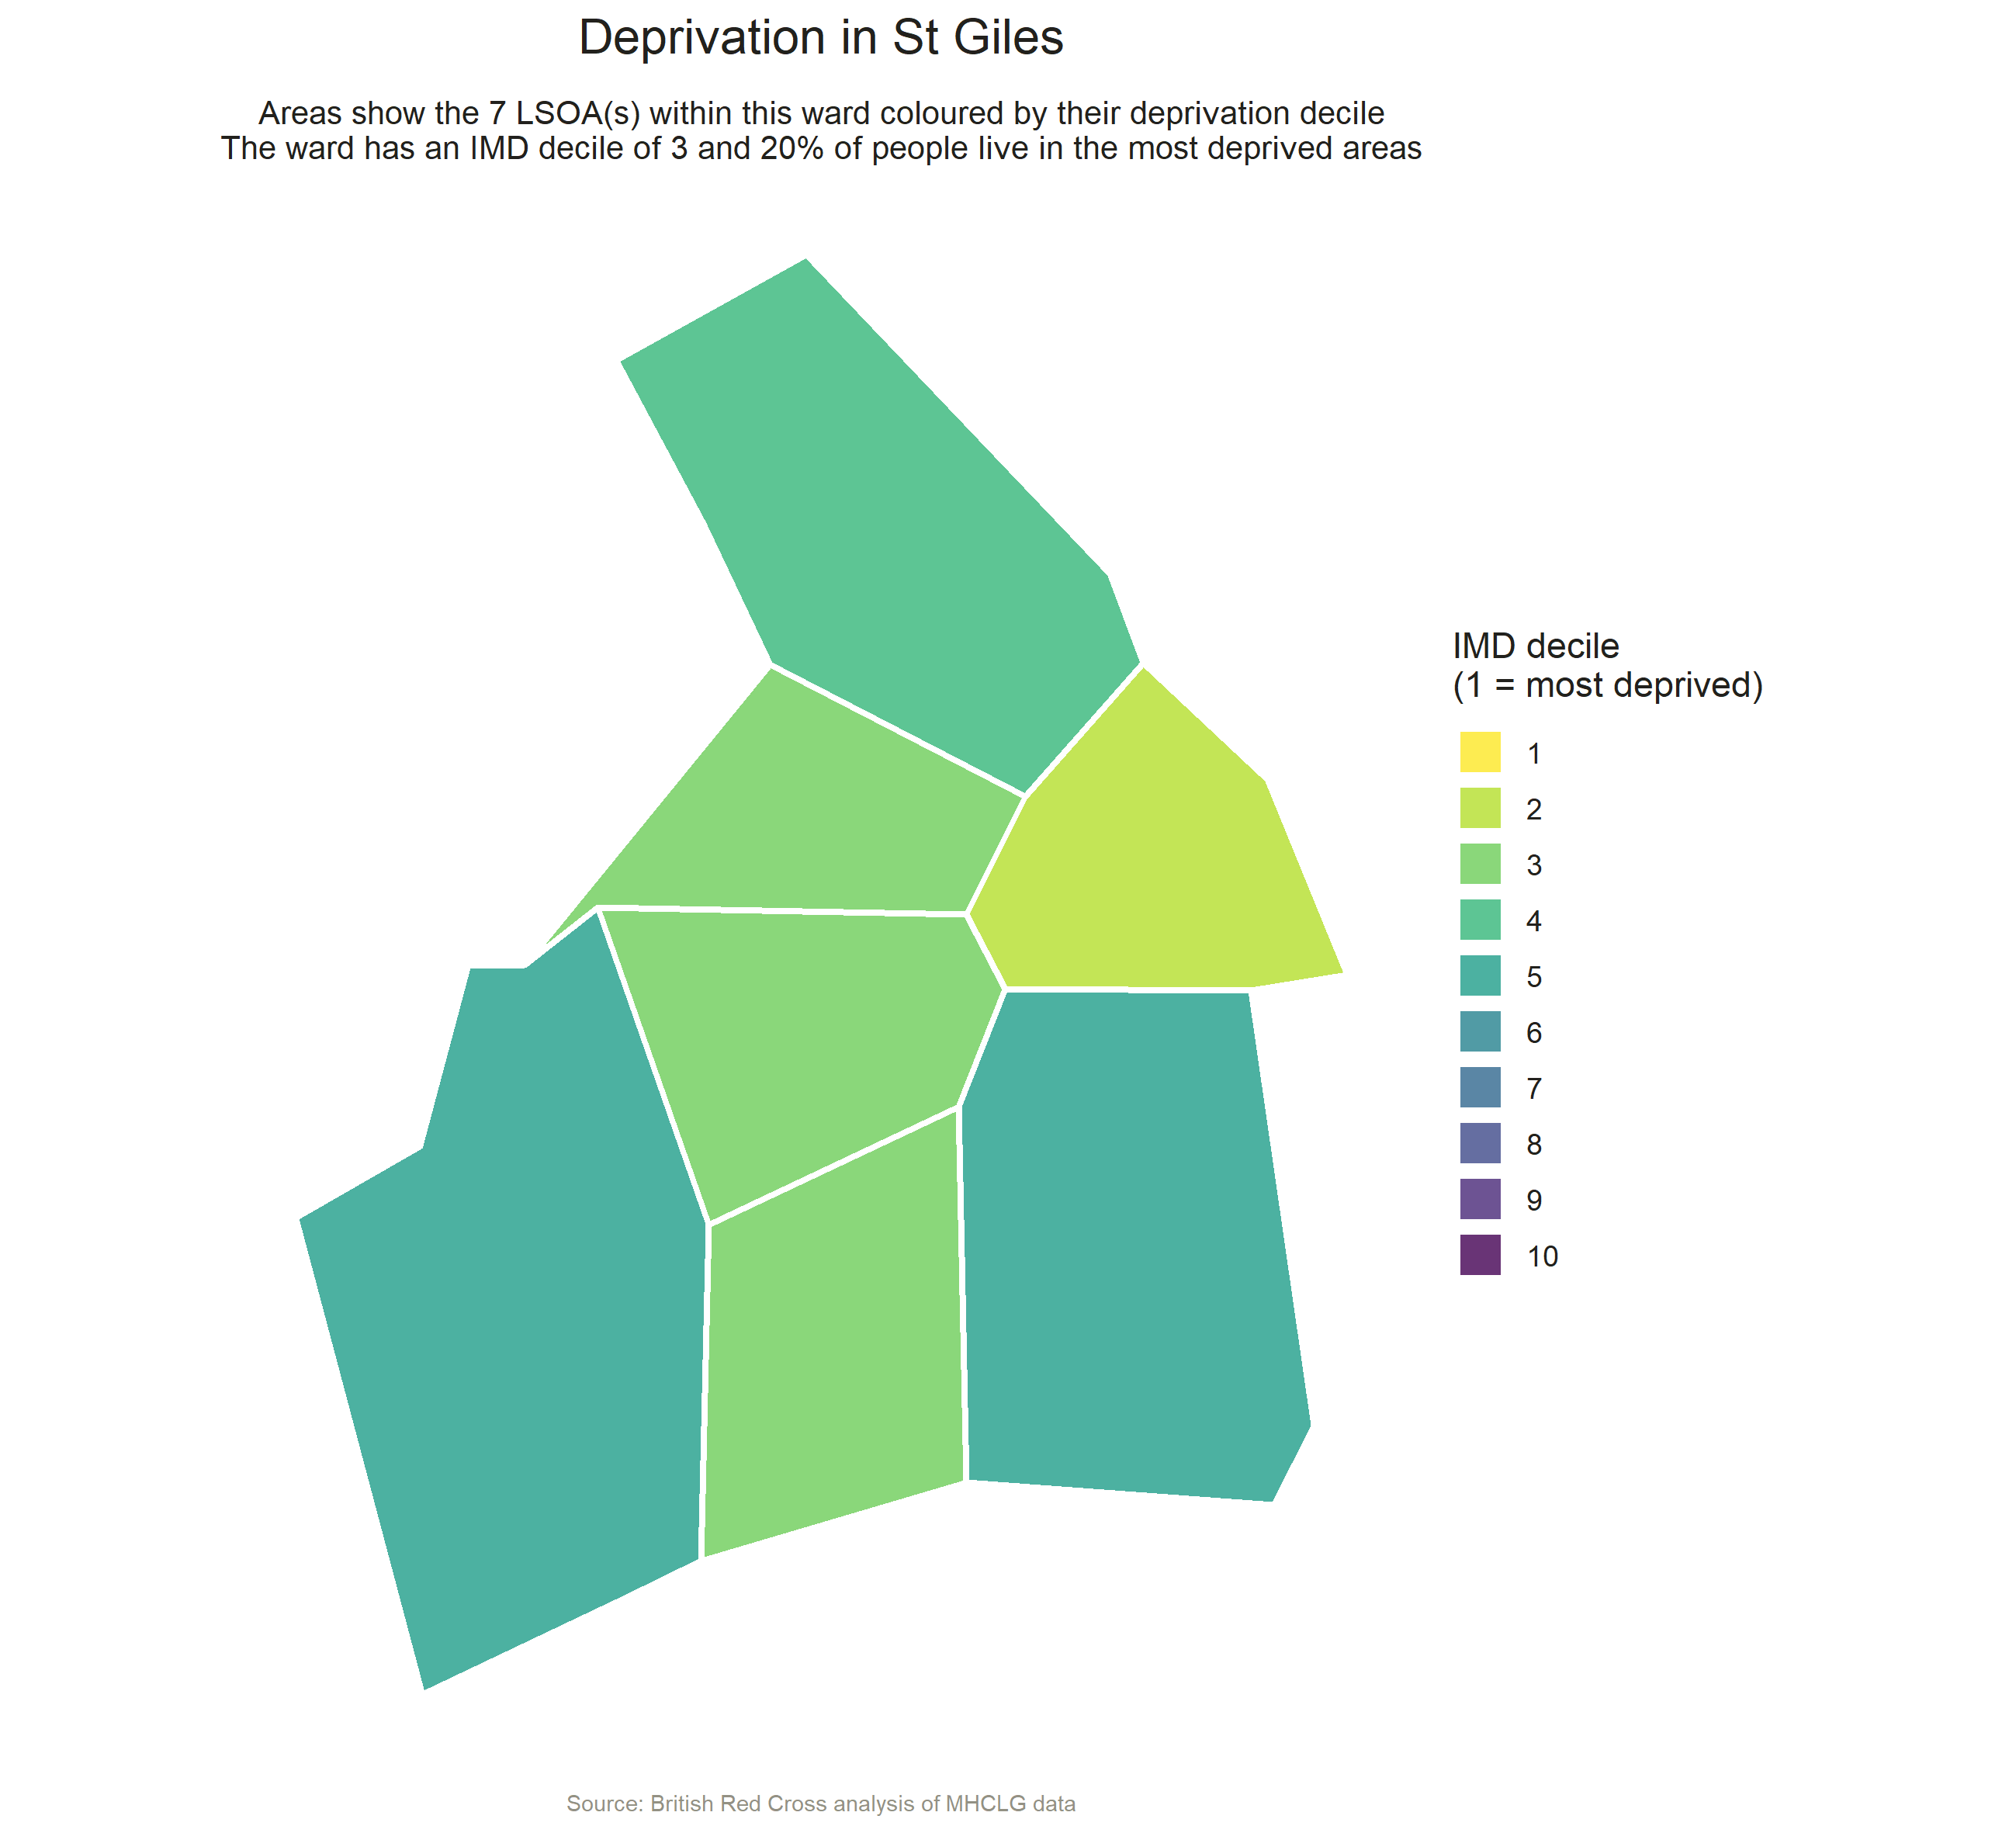 Deprivation in St Giles
Areas show the 7 LSOA(s) within this ward coloured by their deprivation decile
The ward has an IMD decile of 3 and 20% of people live in the most deprived areas
IMD decile
(1 = most deprived)
1
2
3
4
5
6
7
8
9
10
Source: British Red Cross analysis of MHCLG data